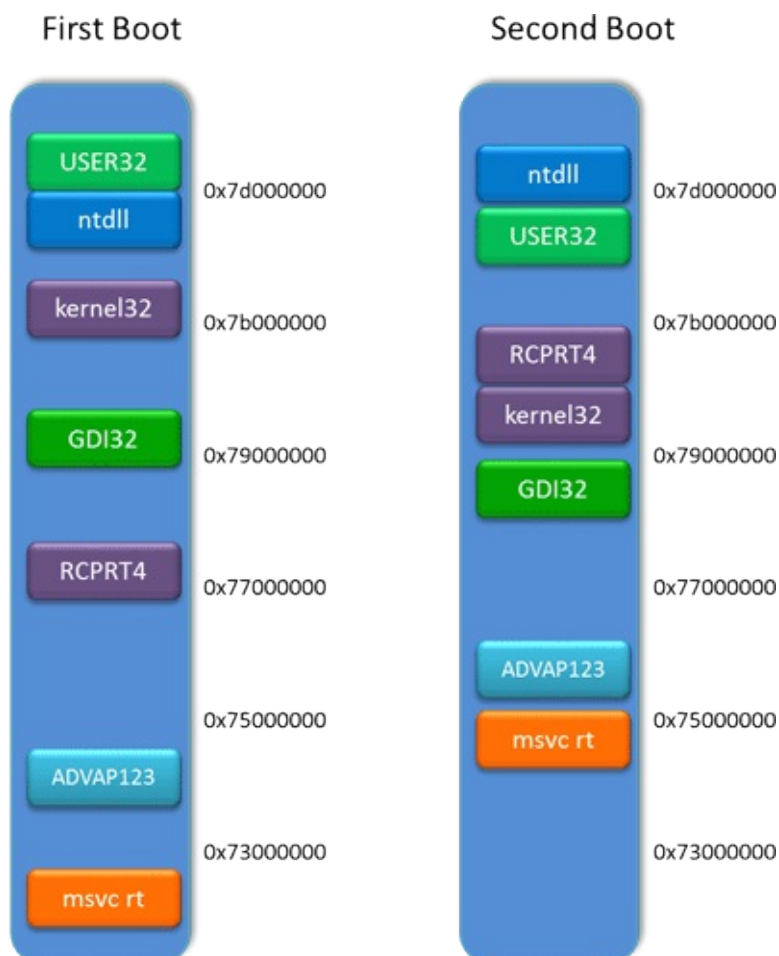 First Boot
USER32
0x7d000000
ntdll
kernel32
0x7b000000
GDI32
0x79000000
RCPRT4
0x77000000
0x75000000
ADVAP123
0x73000000
msvc rt
Second Boot
ntdll
0x7d000000
USER32
0x7b000000
RCPRT4
kernel32
0x79000000
GDI32
0x77000000
ADVAP123
0x75000000
msvc rt
0x73000000